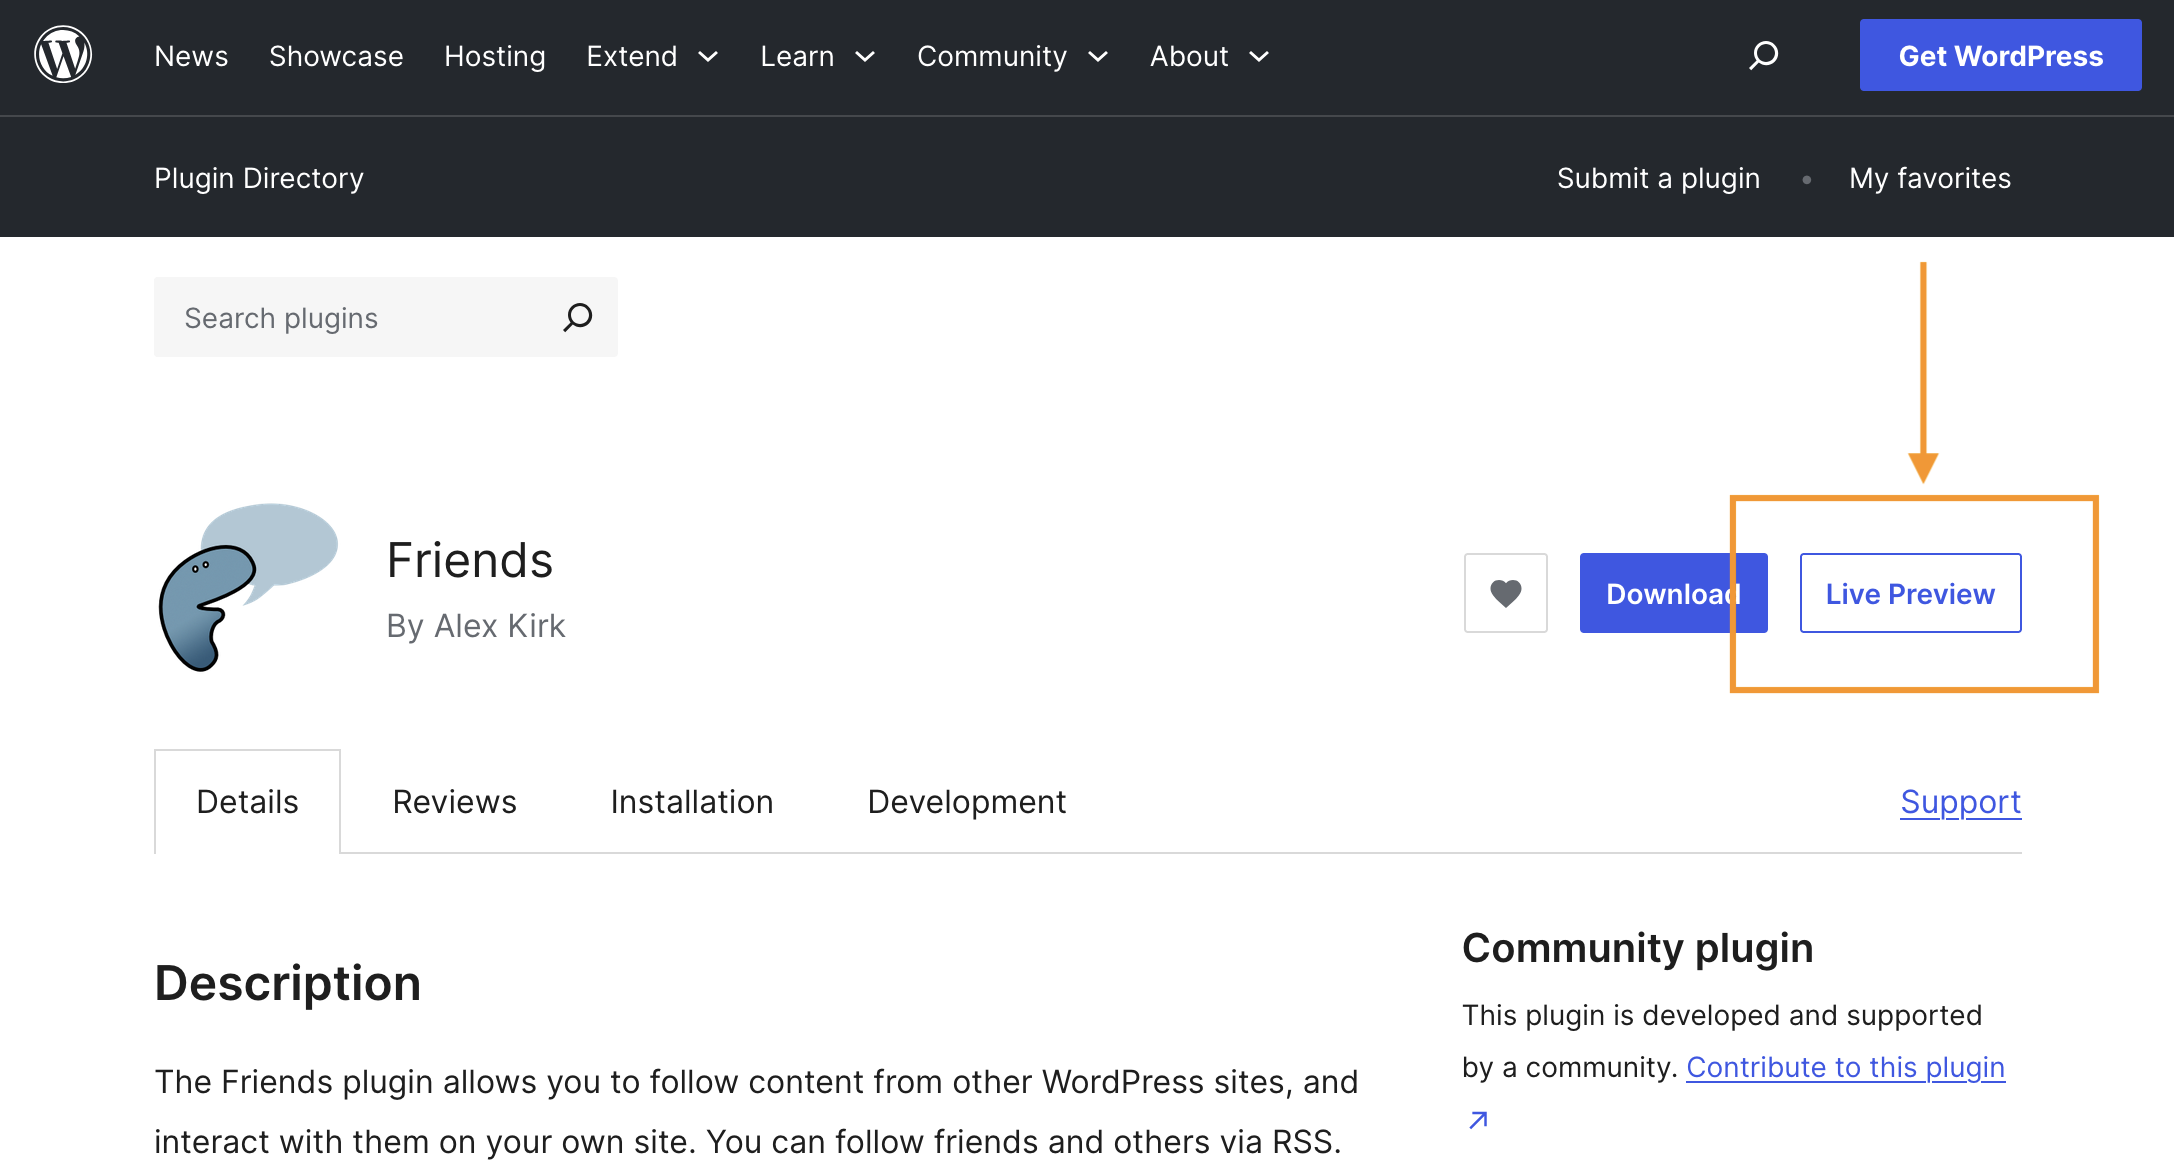 News Showcase Hosting Extend Learn Community About Get WordPress
Plugin Directory Submit a plugin • My favorites
Search plugins
Friends
By Alex Kirk
Download Live Preview
Details Reviews Installation Development Support
Description
The Friends plugin allows you to follow content from other WordPress sites, and
interact with them on your own site. You can follow friends and others via RSS.
Community plugin
This plugin is developed and supported
by a community. Contribute to this plugin
↗